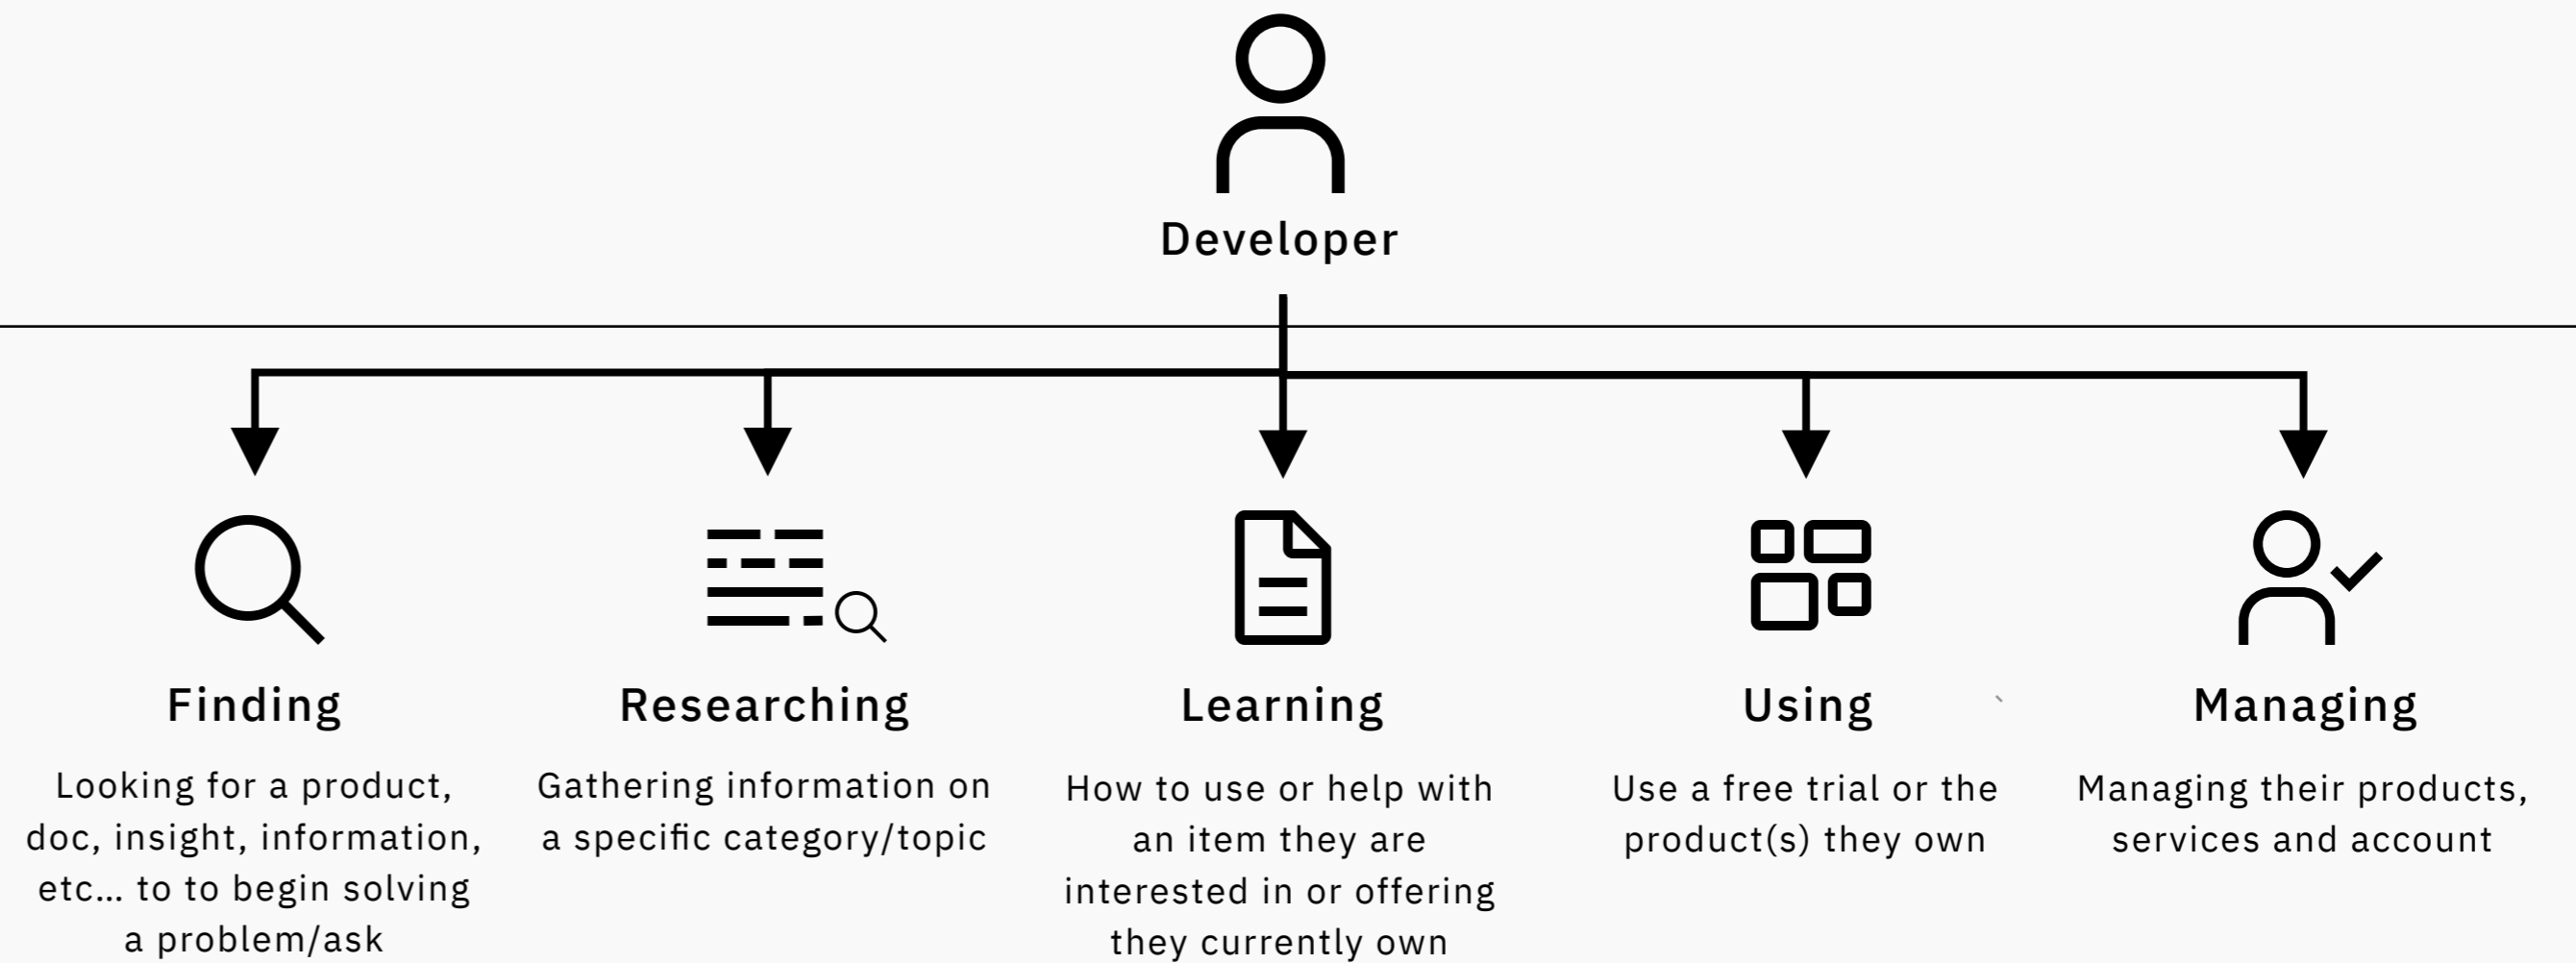 Developer
Finding
Looking for a product,
doc, insight, information,
etc... to to begin solving
a problem/ask
Researching
Gathering information on
a specific category/topic
Learning
How to use or help with
an item they are
interested in or offering
they currently own
Using
Use a free trial or the
product(s) they own
Managing
Managing their products,
services and account